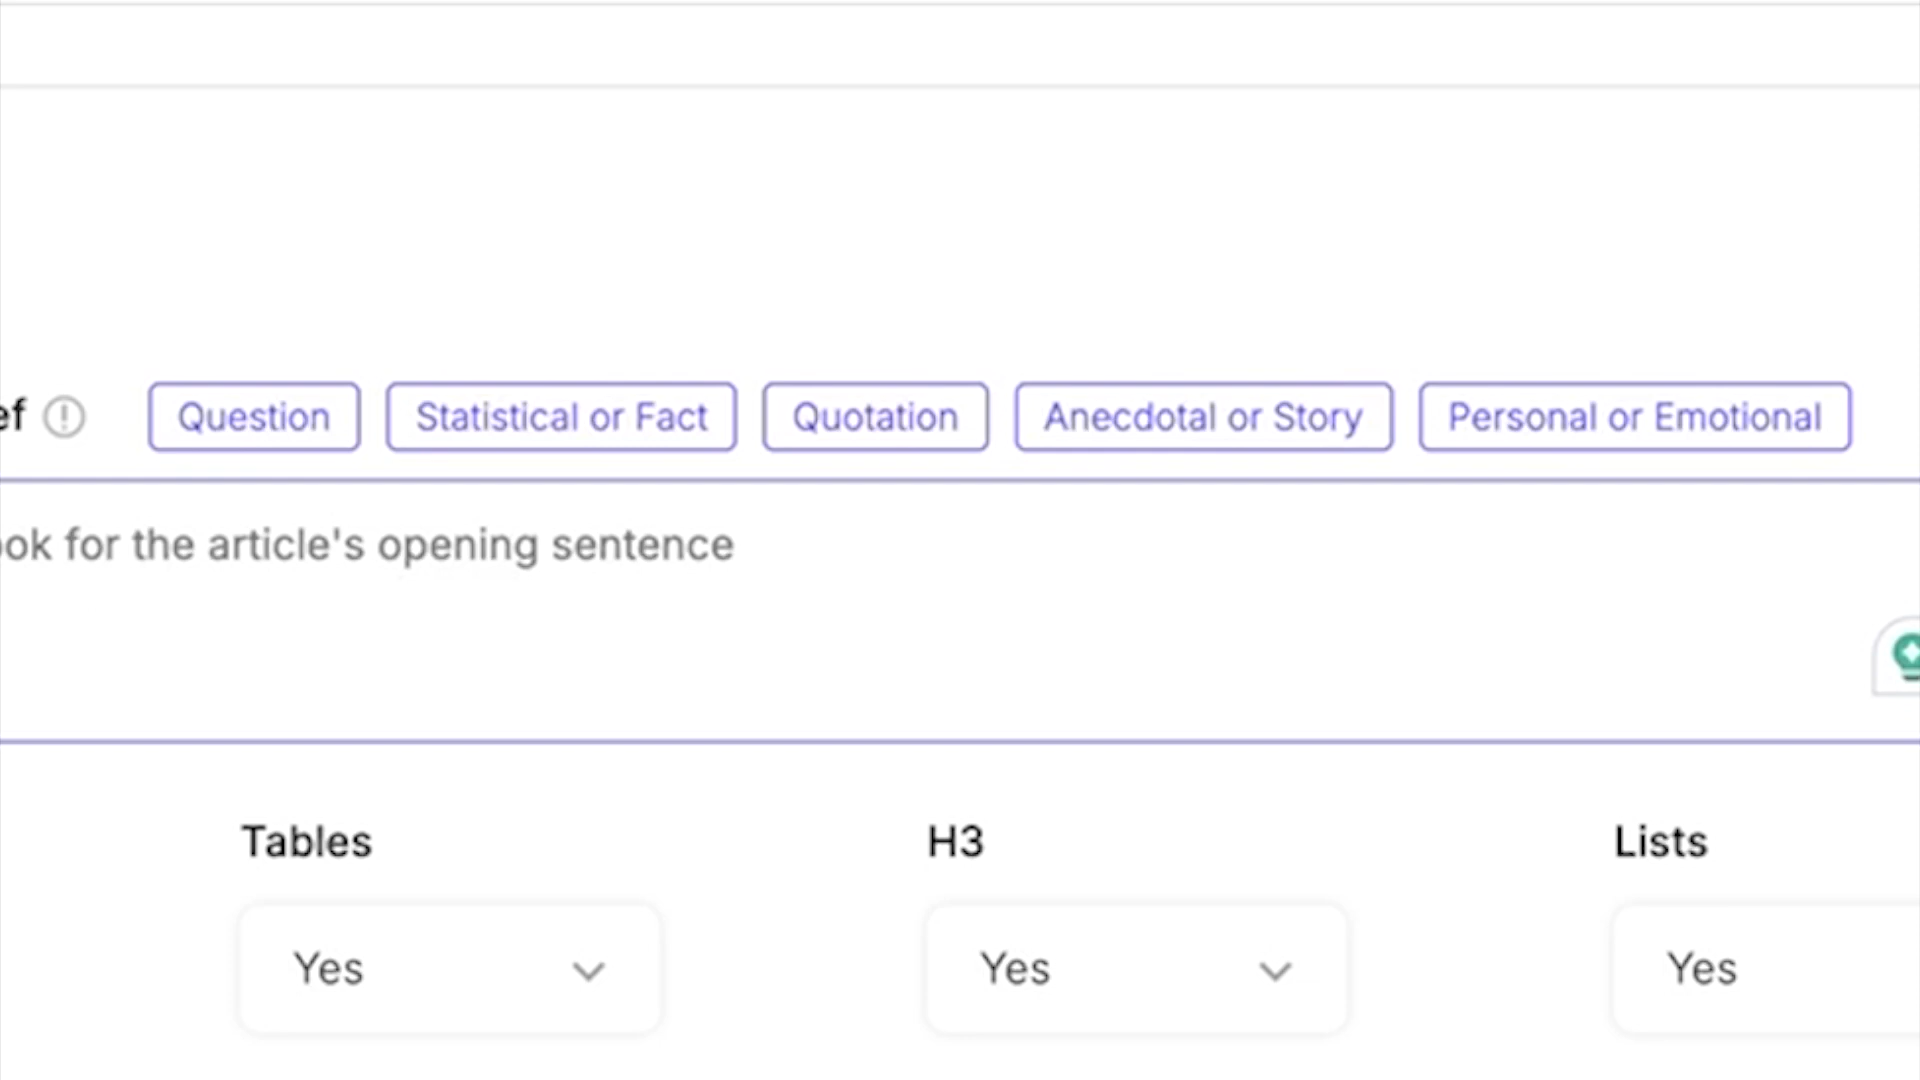 ef Question Statistical or Fact Quotation Anecdotal or Story Personal or Emotional
ook for the article's opening sentence
Tables H3 Lists
Yes Yes Yes